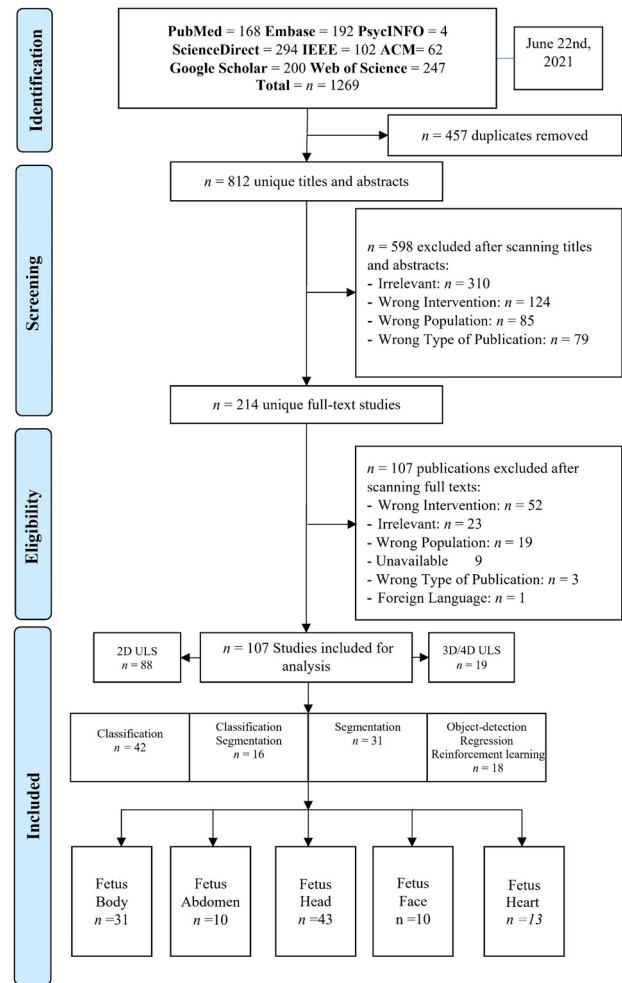 Identification
PubMed = 168 Embase = 192 PsycINFO = 4
ScienceDirect = 294 IEEE = 102 ACM= 62
Google Scholar = 200 Web of Science = 247
Total = n = 1269
June 22nd,
2021
n = 457 duplicates removed
Screening
n = 812 unique titles and abstracts
n = 598 excluded after scanning titles
and abstracts:
- Irrelevant: n = 310
- Wrong Intervention: n = 124
- Wrong Population: n = 85
- Wrong Type of Publication: n = 79
n = 214 unique full-text studies
Eligibility
n = 107 publications excluded after
scanning full texts:
- Wrong Intervention: n = 52
- Irrelevant: n = 23
- Wrong Population: n = 19
- Unavailable 9
- Wrong Type of Publication: n = 3
- Foreign Language: n = 1
Included
2D ULS
n = 88
n = 107 Studies included for
analysis
3D/4D ULS
n = 19
Classification
n = 42
Classification
Segmentation
n = 16
Segmentation
n = 31
Object-detection
Regression
Reinforcement learning
n = 18
Fetus
Body
n =31
Fetus
Abdomen
n =10
Fetus
Head
n =43
Fetus
Face
n =10
Fetus
Heart
n =13